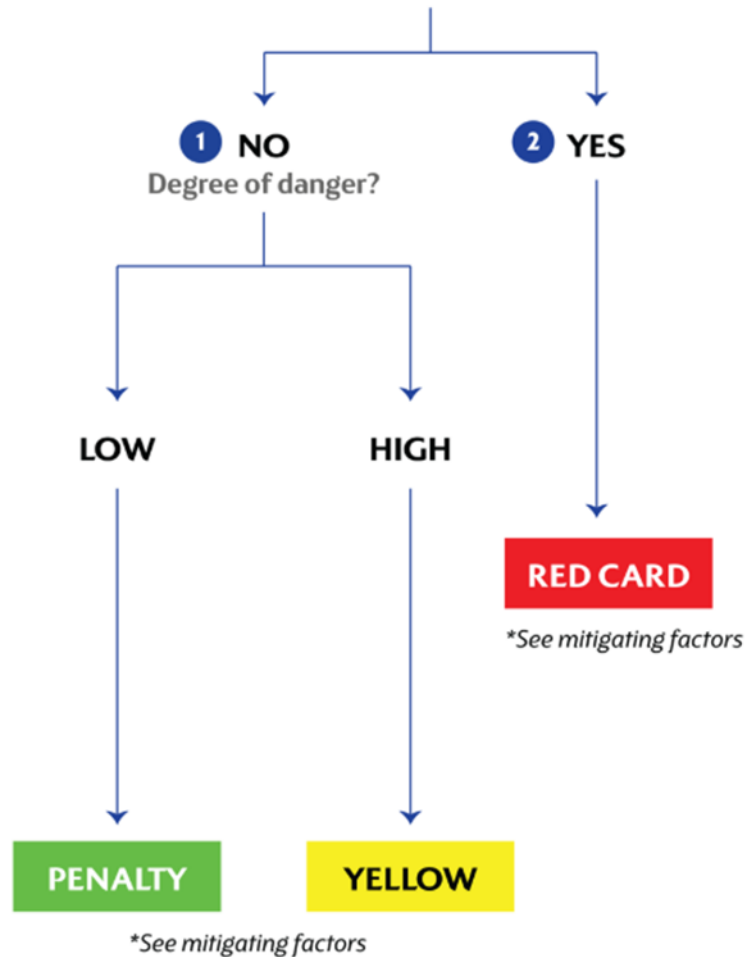 1 NO
2 YES
Degree of danger?
LOW
HIGH
RED CARD
*See mitigating factors
PENALTY
YELLOW
*See mitigating factors